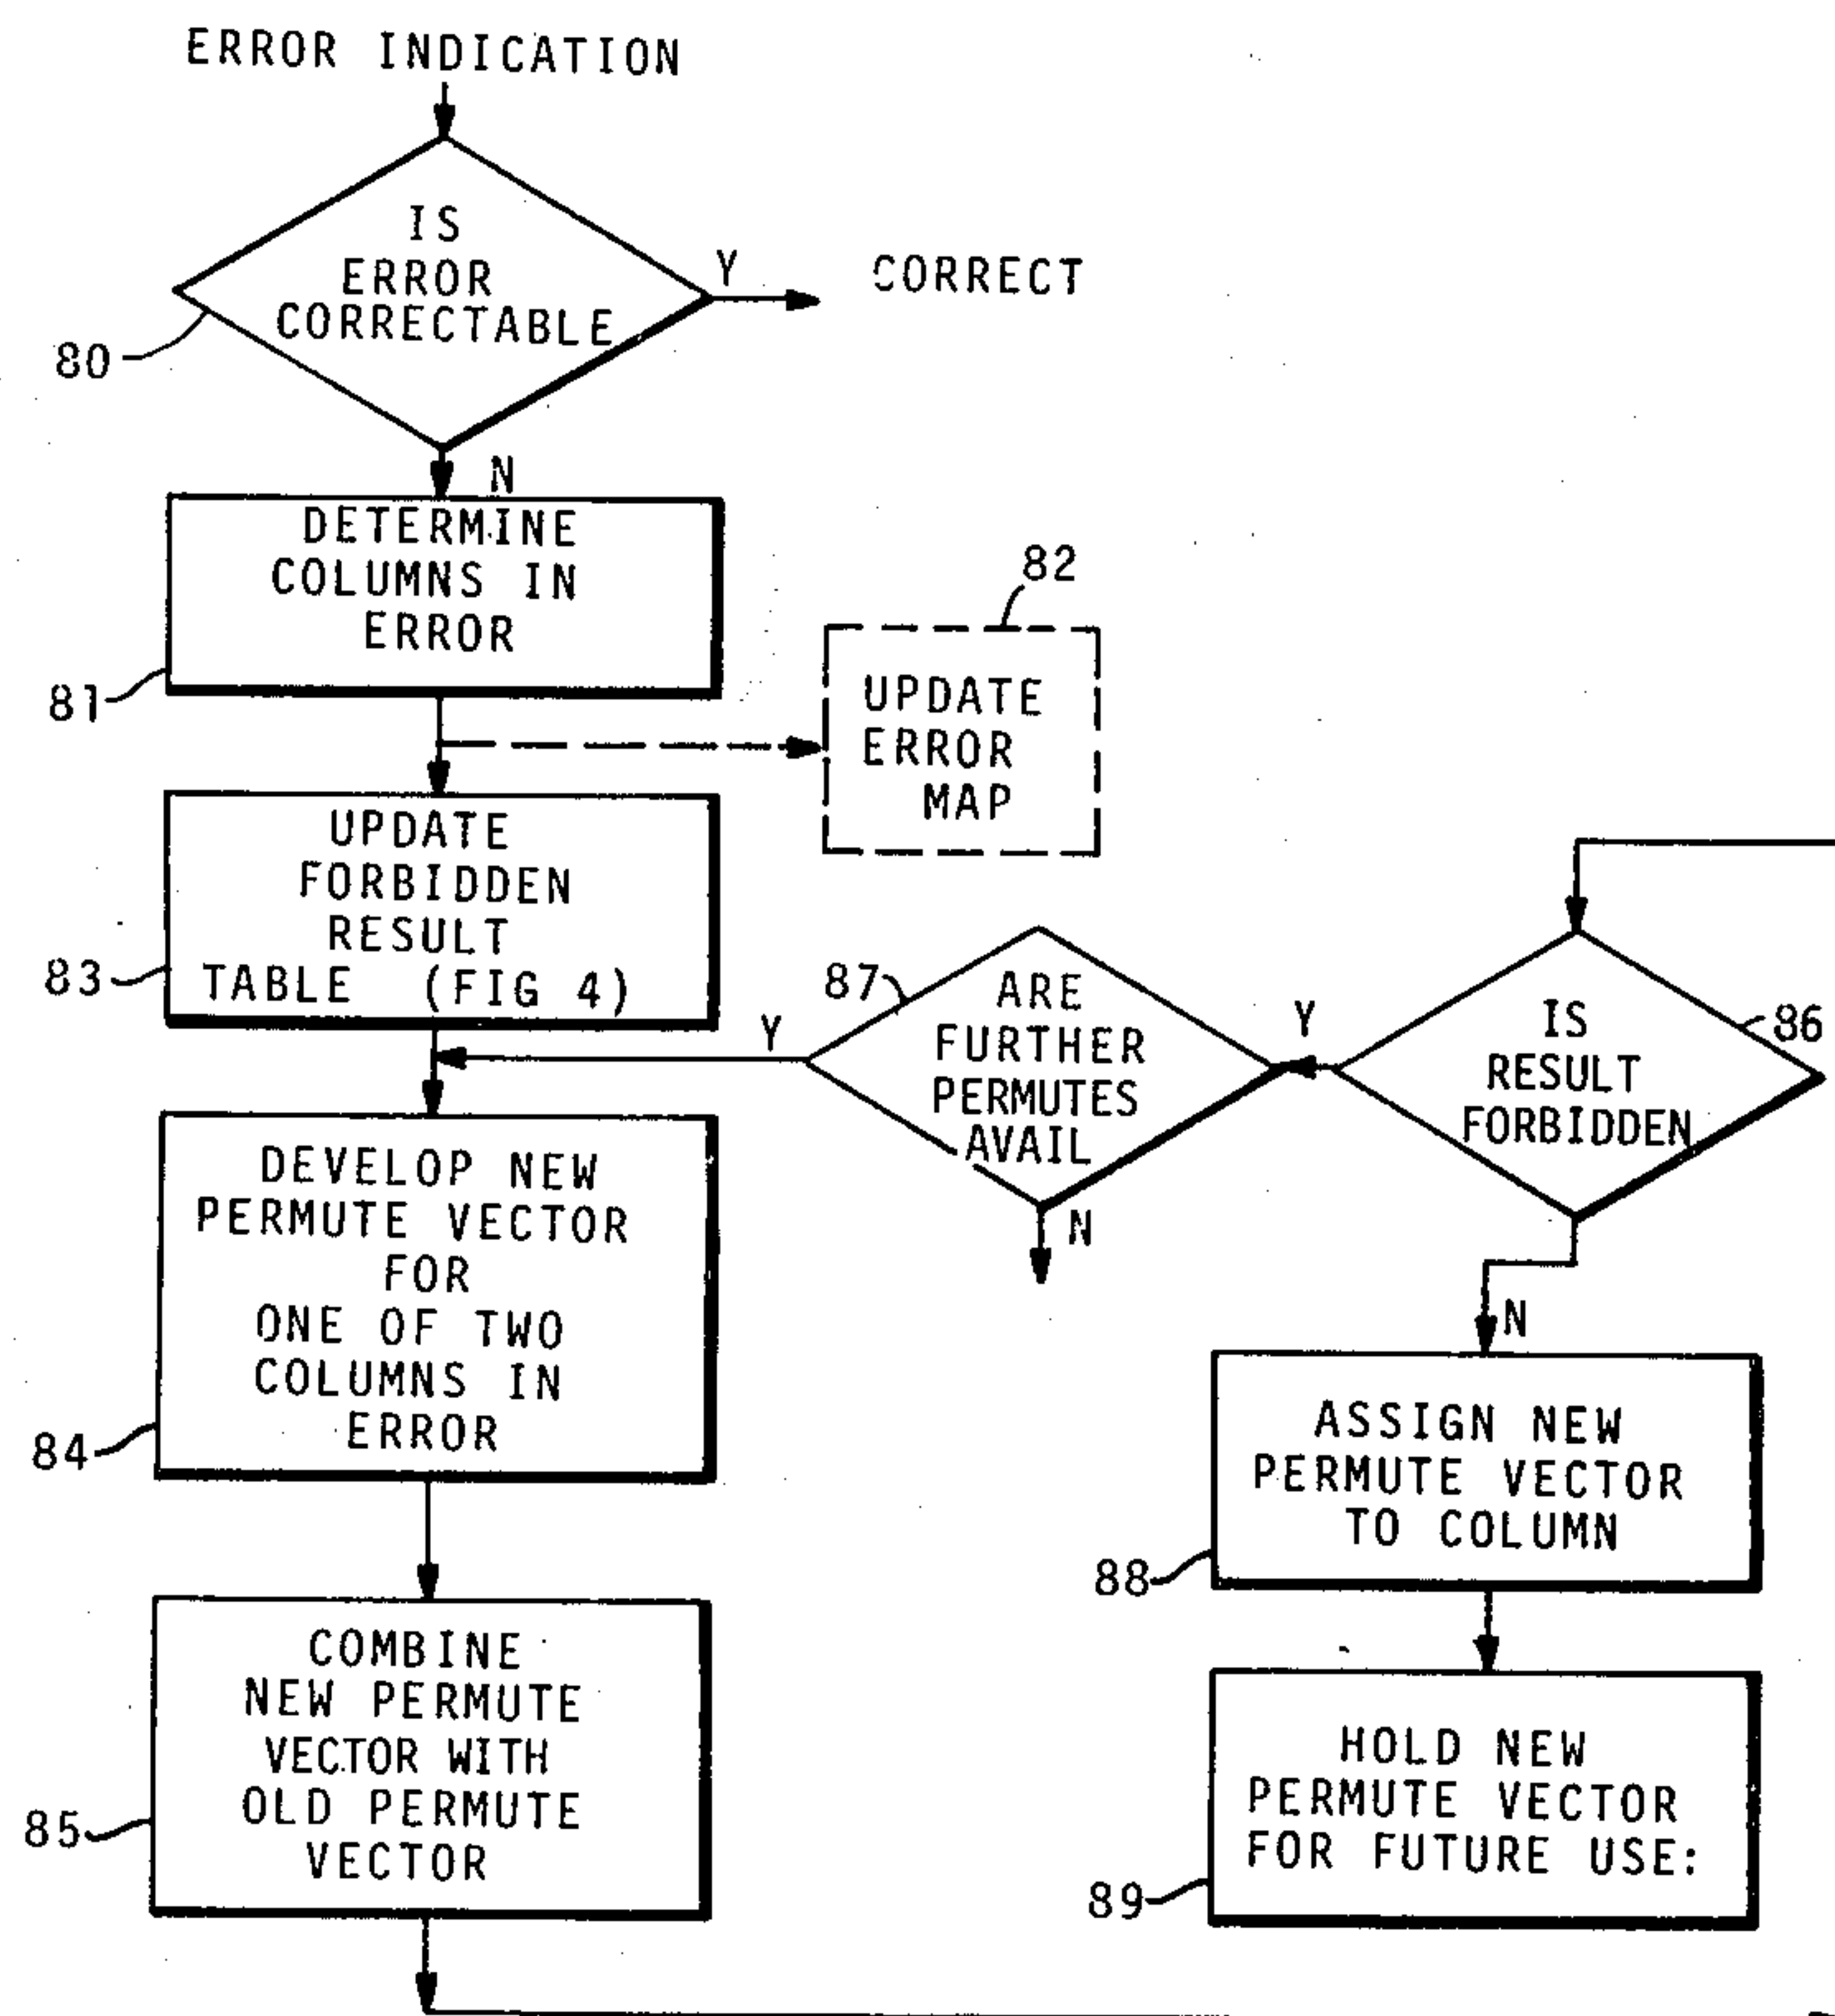 ERROR INDICATION
IS
ERROR
CORRECTABLE
Y
CORRECT
80
N
DETERMINE
COLUMNS IN
ERROR
81
82
UPDATE
ERROR
MAP
UPDATE
FORBIDDEN
RESULT
TABLE (FIG 4)
83
Y
87
ARE
FURTHER
PERMUTES
AVAIL
N
Y
IS
RESULT
FORBIDDEN
86
N
DEVELOP NEW
PERMUTE VECTOR
FOR
ONE OF TWO
COLUMNS IN
ERROR
84
COMBINE
NEW PERMUTE
VECTOR WITH
OLD PERMUTE
VECTOR
85
ASSIGN NEW
PERMUTE VECTOR
TO COLUMN
88
HOLD NEW
PERMUTE VECTOR
FOR FUTURE USE:
89